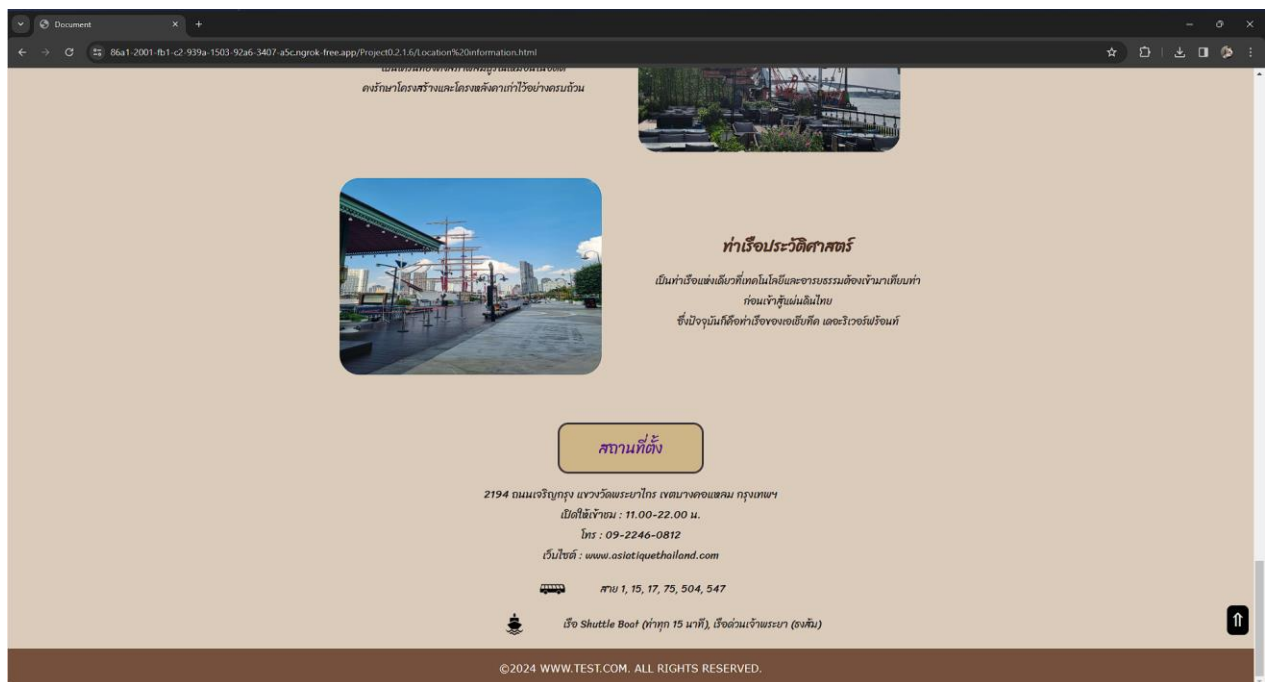 Document
86a1-2001-fb1-c2-939a-1503-92a6-3407-a5c.ngrok-free.app/Project0.2.1.6/Location%20information.html
คงรักษาโครงสร้างและโครงหลังคาเก่าไว้อย่างครบถ้วน
ท่าเรือประวัติศาสตร์
เป็นท่าเรือแห่งเดียวที่เทคโนโลยีและอารยธรรมต้องเข้ามาเทียบท่า
ก่อนเข้าสู่แผ่นดินไทย
ซึ่งปัจจุบันก็คือท่าเรือของเอเชียทีค เดอะริเวอร์ฟร้อนท์
สถานที่ตั้ง
2194 ถนนเจริญกรุง แขวงวัดพระยาไกร เขตบางคอแหลม กรุงเทพฯ
เปิดให้เข้าชม : 11.00-22.00 น.
โทร : 09-2246-0812
เว็บไซต์ : www.asiatiquethailand.com
สาย 1, 15, 17, 75, 504, 547
เรือ Shuttle Boat (ทำทุก 15 นาที), เรือด่วนเจ้าพระยา (ธงส้ม)
©2024 WWW.TEST.COM. ALL RIGHTS RESERVED.